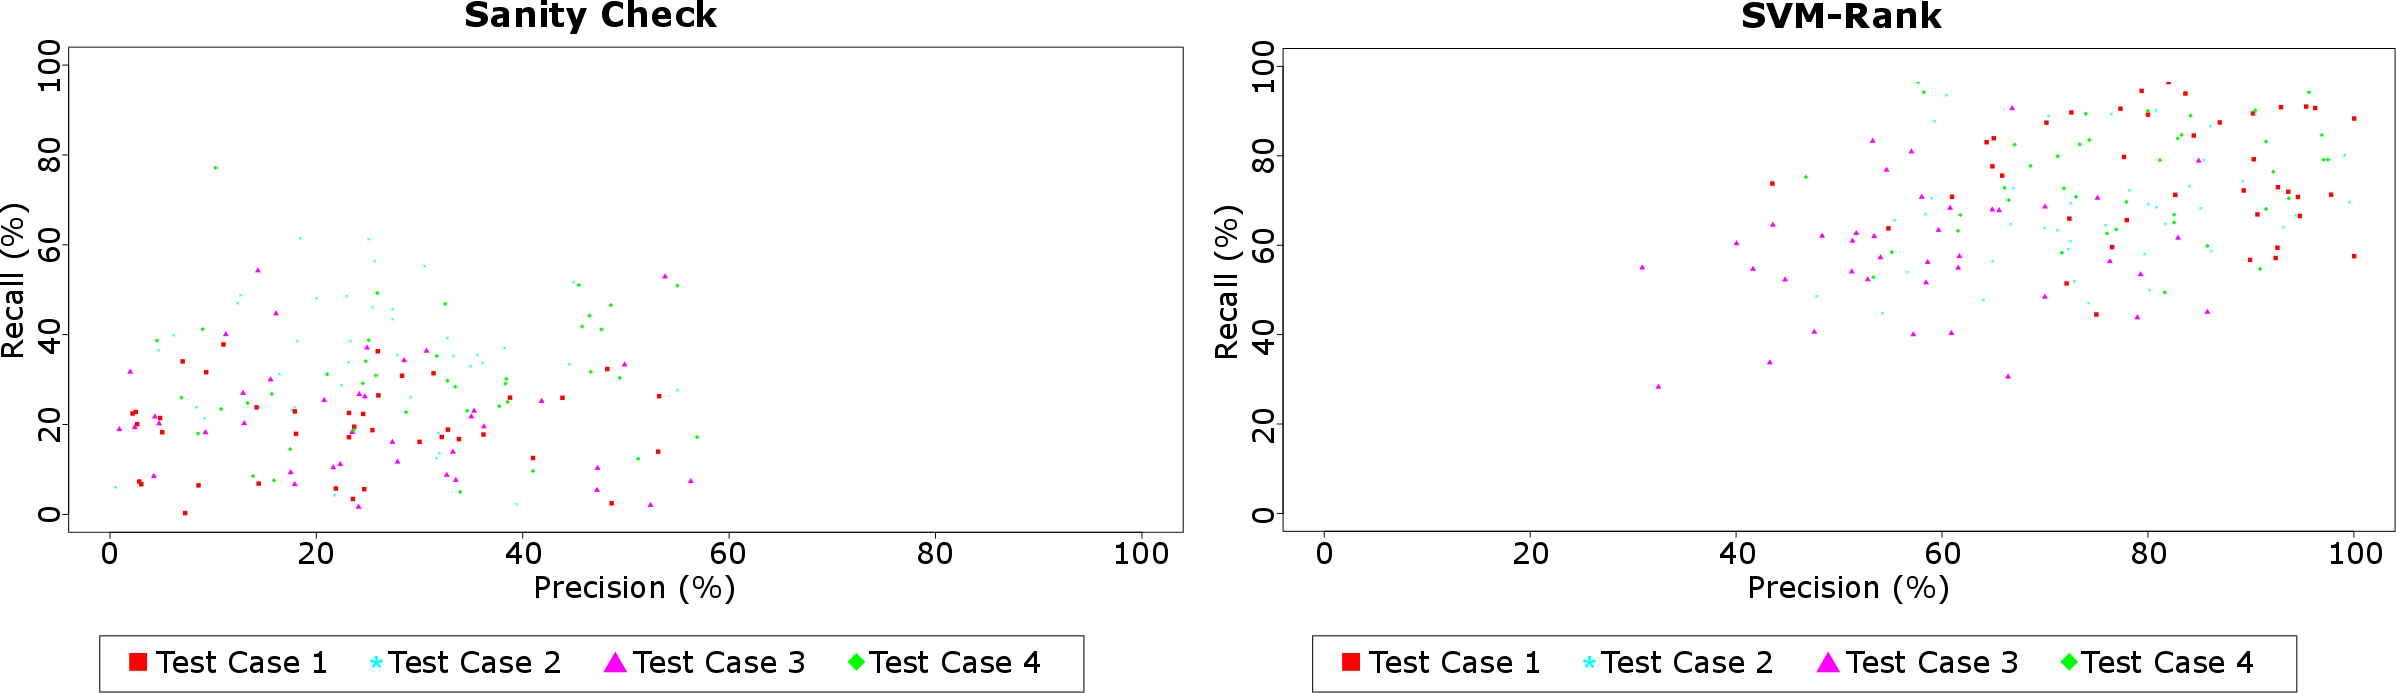 Sanity Check
100
80
60
40
20
0
Recall (%)
0 20 40 60 80 100
Precision (%)
Test Case 1 Test Case 2 Test Case 3 Test Case 4
SVM-Rank
100
80
60
40
20
0
Recall (%)
0 20 40 60 80 100
Precision (%)
Test Case 1 Test Case 2 Test Case 3 Test Case 4